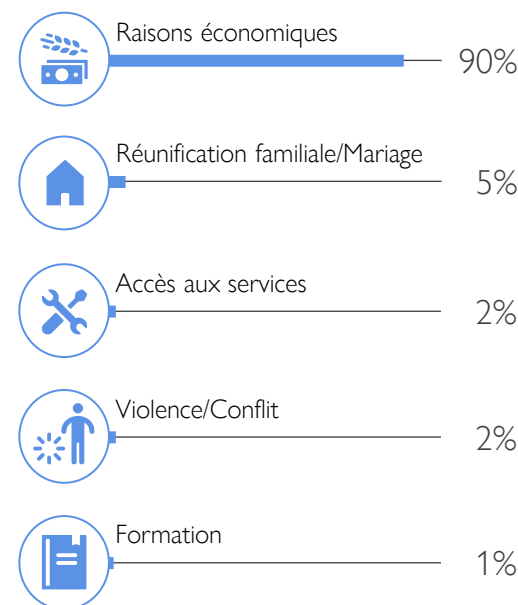 Raisons économiques
90%
Réunification familiale/Mariage
5%
Accès aux services
2%
Violence/Conflit
2%
Formation
1%